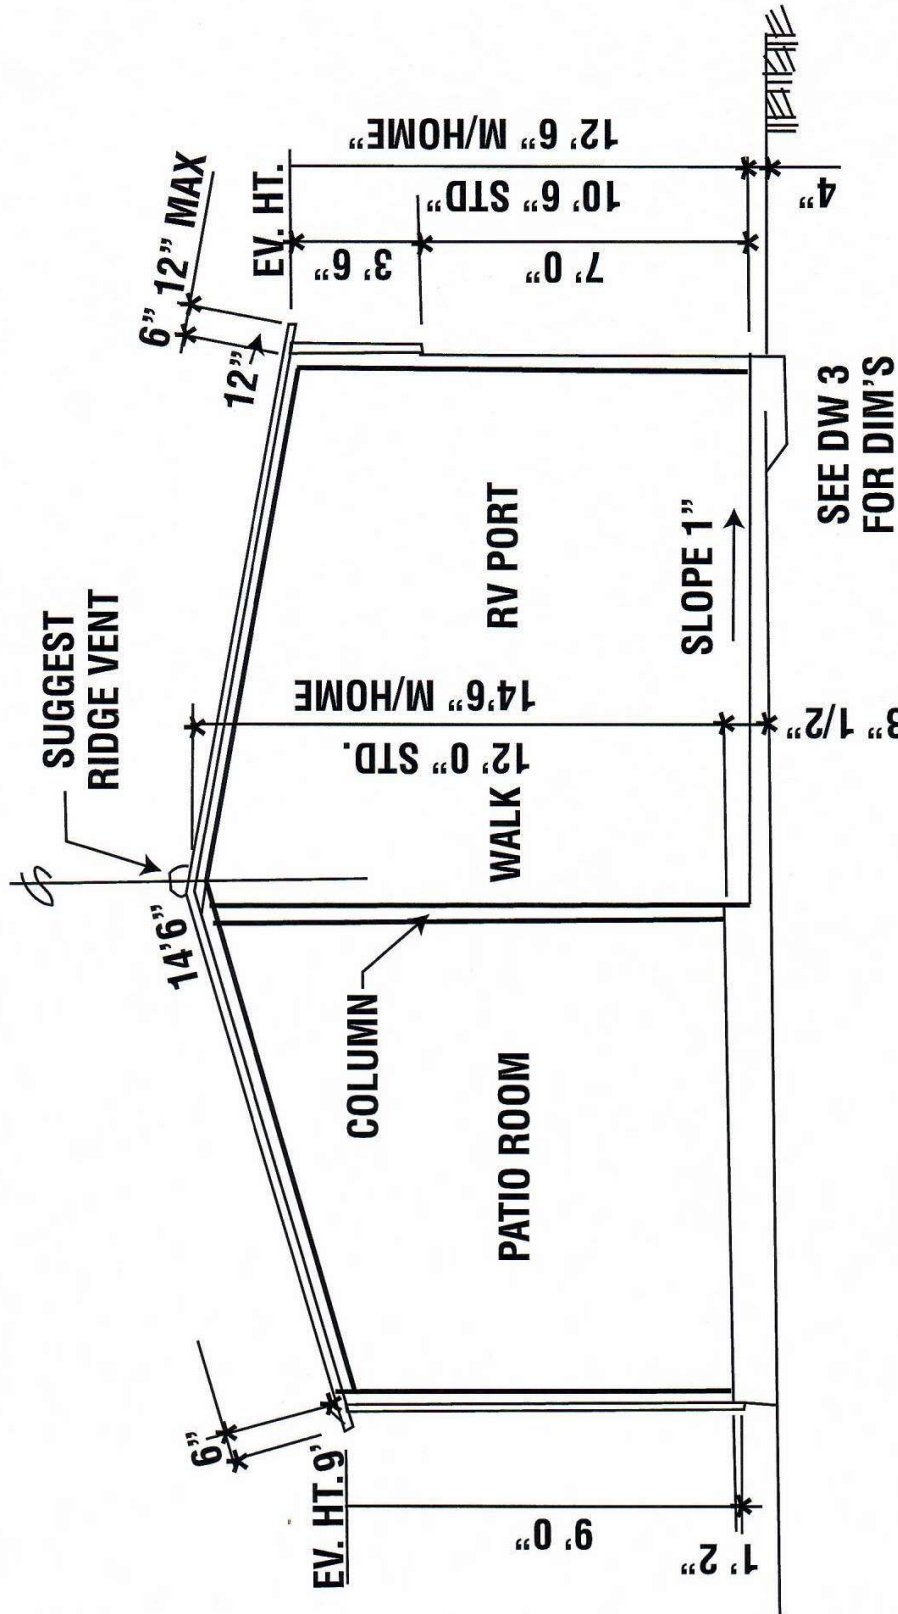 SUGGEST
RIDGE VENT
14'6"
6" 12" MAX
12"
EV. HT.
3' 6"
7' 0"
10' 6" STD"
12' 6" M/HOME"
4"
6"
EV. HT. 9'
9' 0"
1' 2"
COLUMN
PATIO ROOM
WALK
12' 0" STD.
14'6" M/HOME
RV PORT
SLOPE 1"
3" 1/2"
SEE DW 3
FOR DIM'S